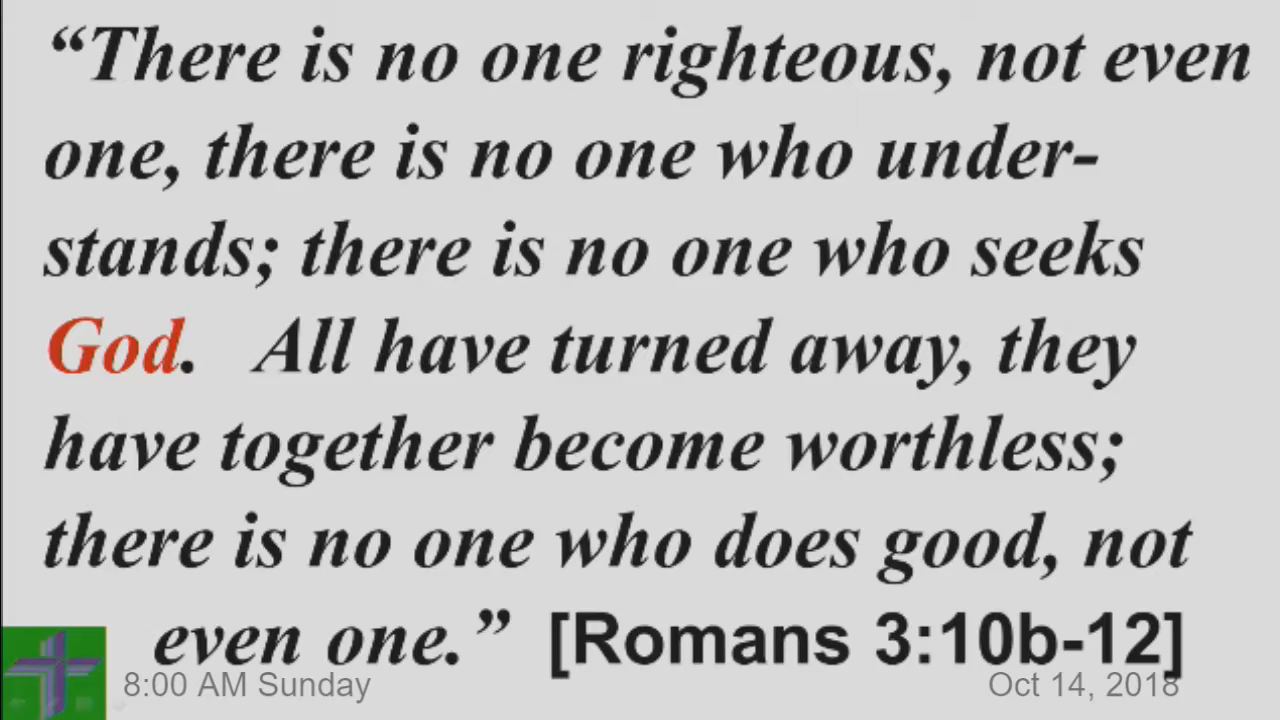 “There is no one righteous, not even
one, there is no one who under-
stands; there is no one who seeks
God. All have turned away, they
have together become worthless;
there is no one who does good, not
even one.” [Romans 3:10b-12]
8:00 AM Sunday Oct 14, 2018